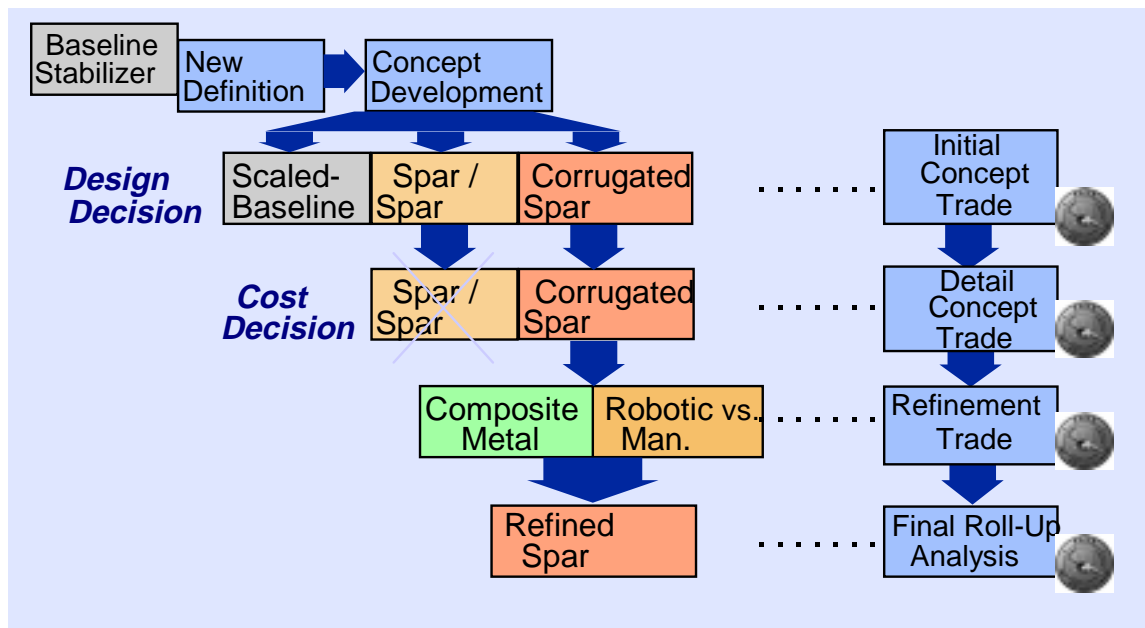 Baseline
Stabilizer
New
Definition
Concept
Development
Design
Decision
Scaled-
Baseline
Spar /
Spar
Corrugated
Spar
Initial
Concept
Trade
Cost
Decision
Spar /
Spar
Corrugated
Spar
Detail
Concept
Trade
Composite
Metal
Robotic vs.
Man.
Refinement
Trade
Refined
Spar
Final Roll-Up
Analysis